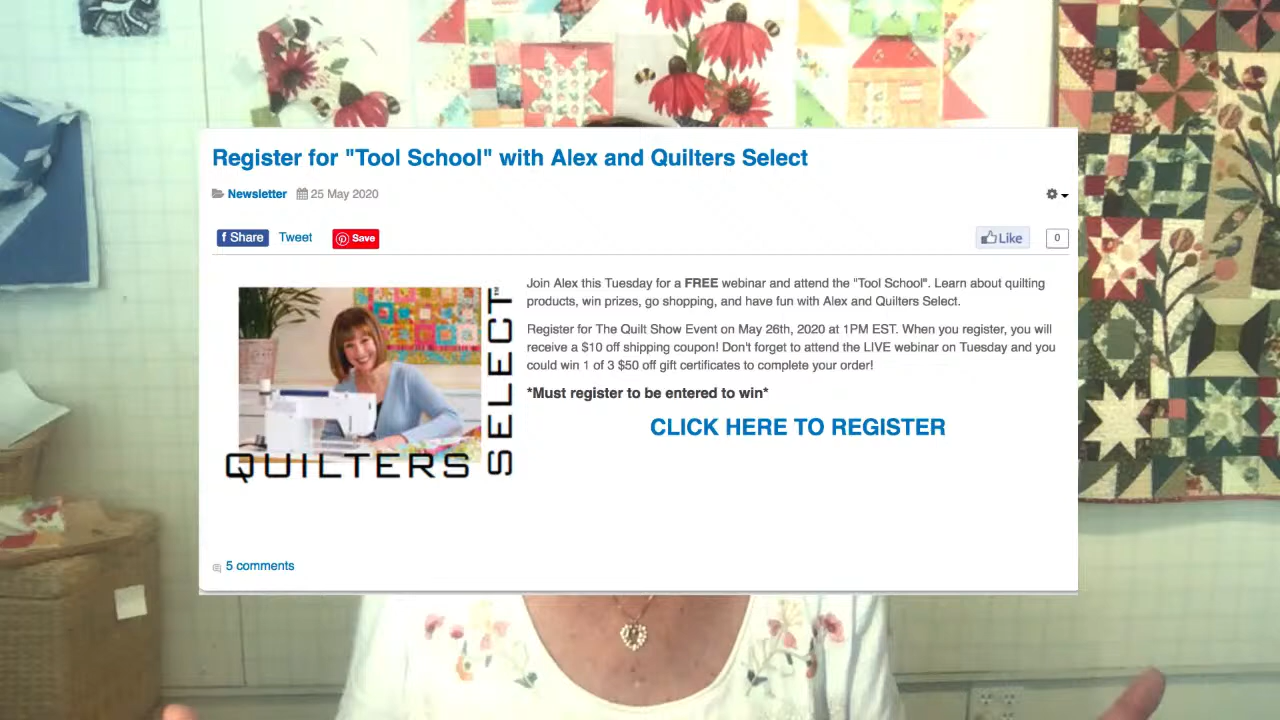 Register for "Tool School" with Alex and Quilters Select
Newsletter 25 May 2020
f Share Tweet Save Like 0
Join Alex this Tuesday for a FREE webinar and attend the "Tool School". Learn about quilting
products, win prizes, go shopping, and have fun with Alex and Quilters Select.
Register for The Quilt Show Event on May 26th, 2020 at 1PM EST. When you register, you will
receive a $10 off shipping coupon! Don't forget to attend the LIVE webinar on Tuesday and you
could win 1 of 3 $50 off gift certificates to complete your order!
*Must register to be entered to win*
CLICK HERE TO REGISTER
QUILTERS
SELECT™
5 comments